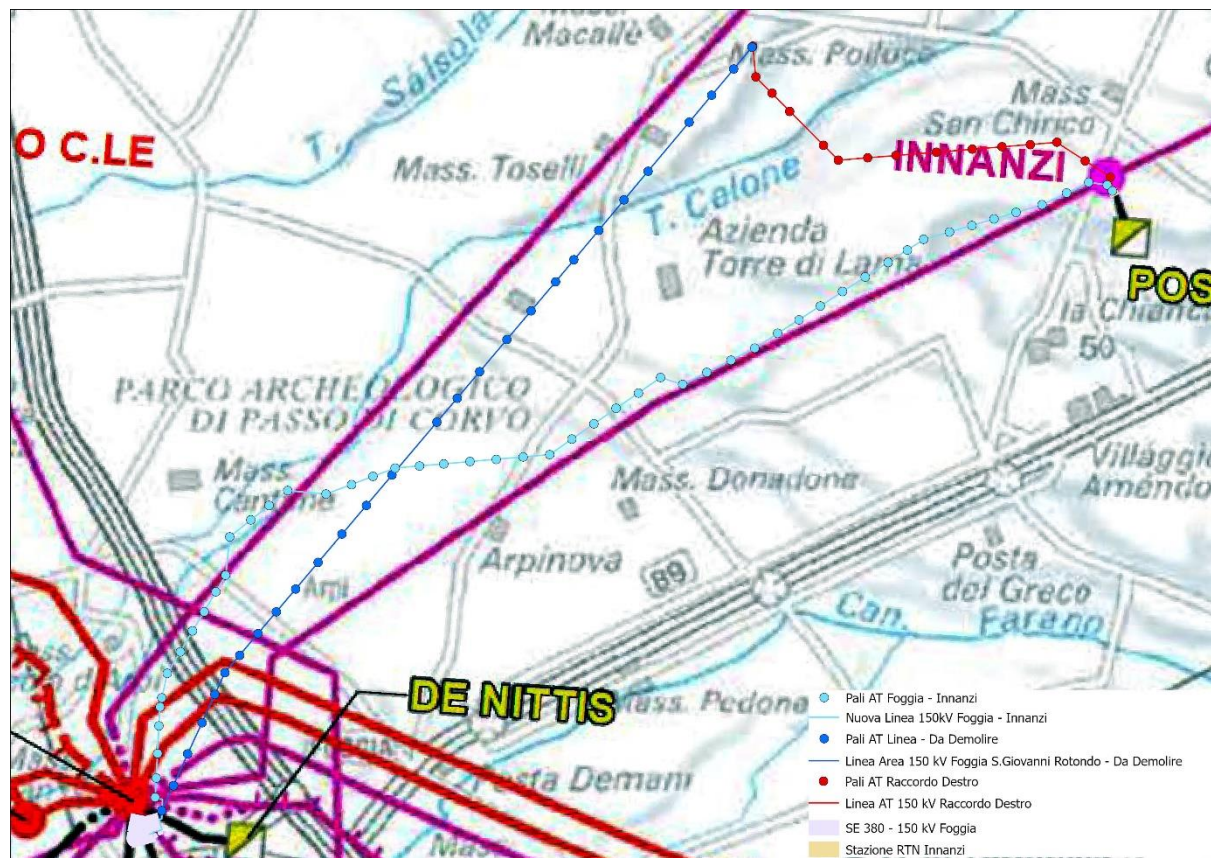 Macallè
Mass. Polluce
T. Salsola
O C.LE
Mass
San Chirico
INNANZI
Mass. Toselli
T. Celone
Azienda
Torre di Lama
POS
la Chianca
50
PARCO ARCHEOLOGICO
DI PASSO DI CORVO
Mass
Cantone
Mass. Donadone
Villaggio
Amendo
Arpinova
89
Posta
del Greco
Arpi
Can. Farano
DE NITTIS
Mass. Pedone
Posta Demani
Mass.
Pali AT Foggia - Innanzi
Nuova Linea 150kV Foggia - Innanzi
Pali AT Linea - Da Demolire
Linea Area 150 kV Foggia S.Giovanni Rotondo - Da Demolire
Pali AT Raccordo Destro
Linea AT 150 kV Raccordo Destro
SE 380 - 150 kV Foggia
Stazione RTN Innanzi